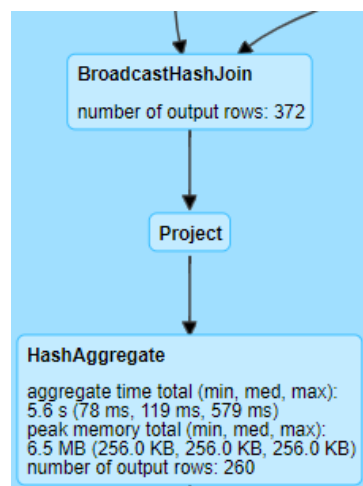 BroadcastHashJoin
number of output rows: 372
Project
HashAggregate
aggregate time total (min, med, max):
5.6 s (78 ms, 119 ms, 579 ms)
peak memory total (min, med, max):
6.5 MB (256.0 KB, 256.0 KB, 256.0 KB)
number of output rows: 260